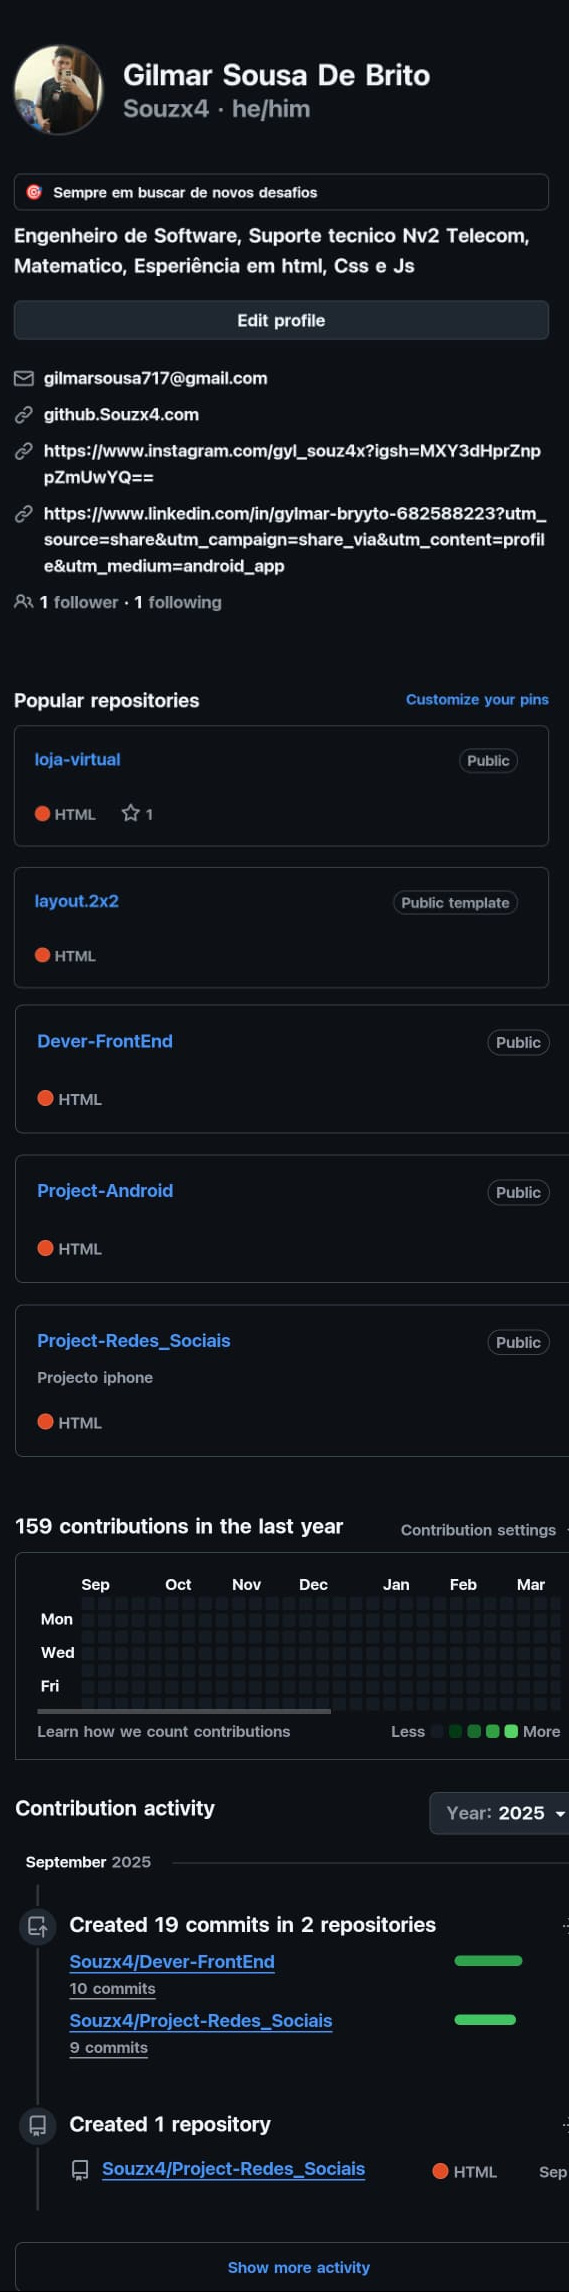 Gilmar Sousa De Brito
Souzx4 · he/him
Sempre em buscar de novos desafios
Engenheiro de Software, Suporte tecnico Nv2 Telecom,
Matematico, Esperiência em html, Css e Js
Edit profile
gilmarsousa717@gmail.com
github.Souzx4.com
https://www.instagram.com/gyl_souz4x?igsh=MXY3dHprZnp
pZmUwYQ==
https://www.linkedin.com/in/gylmar-bryyto-682588223?utm_
source=share&utm_campaign=share_via&utm_content=profil
e&utm_medium=android_app
1 follower · 1 following
Popular repositories Customize your pins
loja-virtual Public
HTML 1
layout.2x2 Public template
HTML
Dever-FrontEnd Public
HTML
Project-Android Public
HTML
Project-Redes_Sociais Public
Projecto iphone
HTML
159 contributions in the last year Contribution settings
Sep Oct Nov Dec Jan Feb Mar
Mon
Wed
Fri
Learn how we count contributions Less More
Contribution activity Year: 2025
September 2025
Created 19 commits in 2 repositories
Souzx4/Dever-FrontEnd
10 commits
Souzx4/Project-Redes_Sociais
9 commits
Created 1 repository
Souzx4/Project-Redes_Sociais HTML Sep
Show more activity